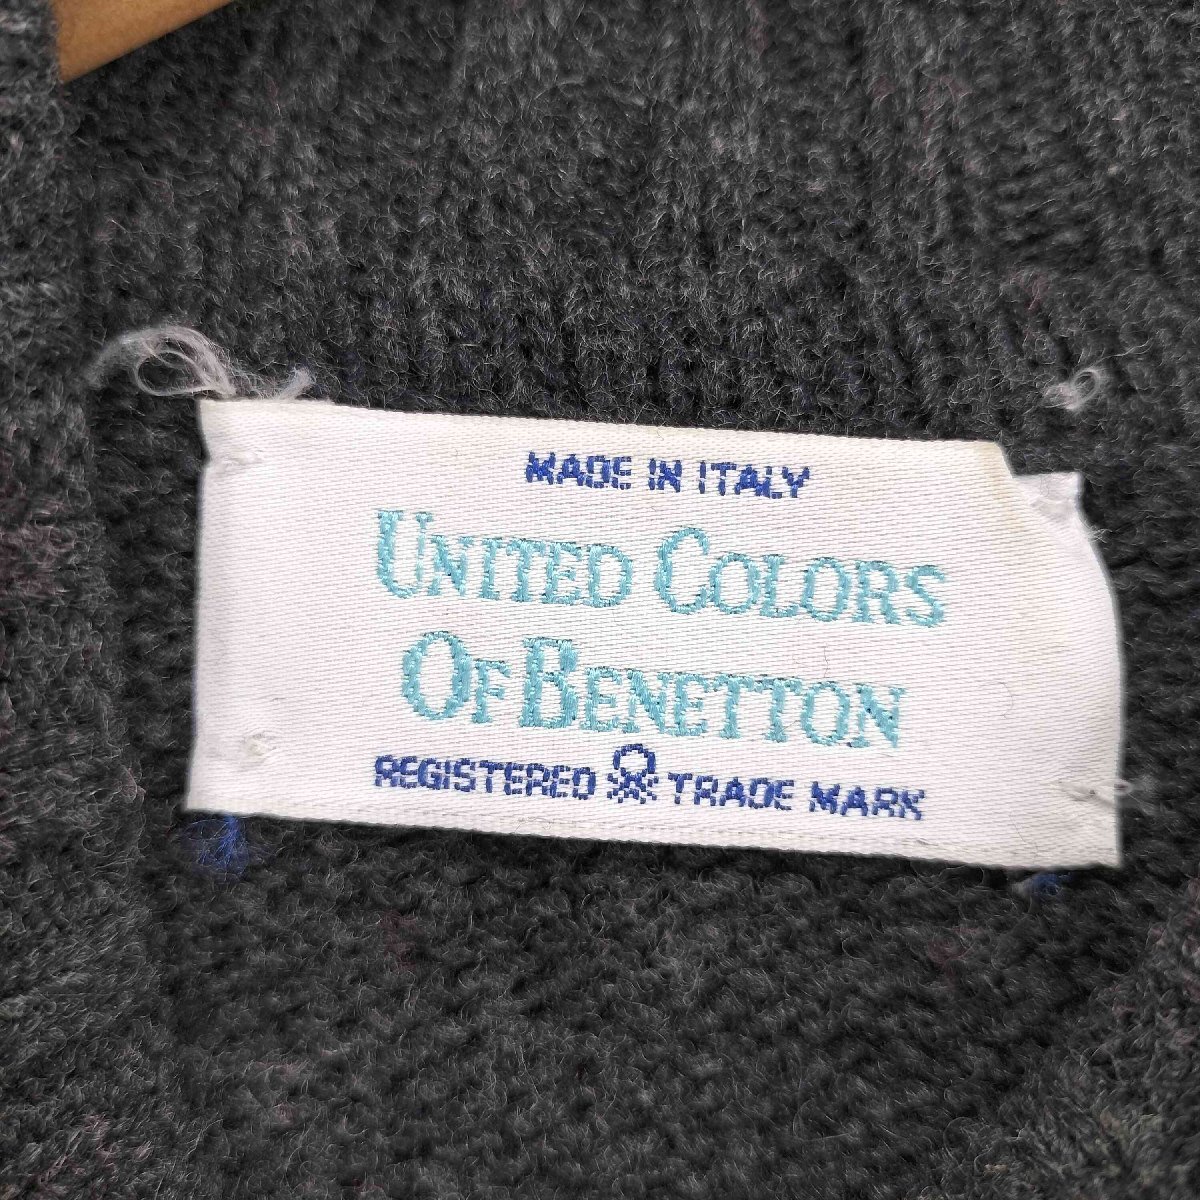 MADE IN ITALY
UNITED COLORS
OF BENETTON
REGISTERED TRADE MARK